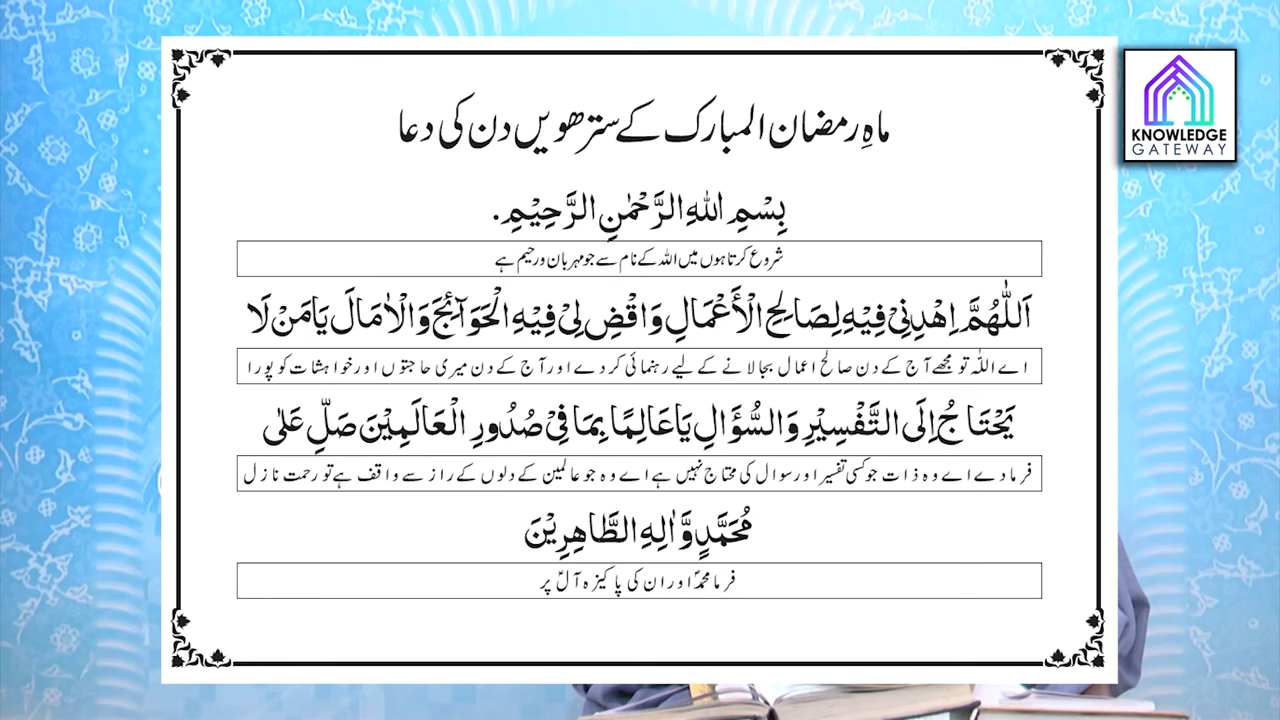 ماہِ رمضان المبارک کے سترھویں دن کی دعا
بِسْمِ اللهِ الرَّحْمٰنِ الرَّحِیْمِ.
شروع کرتا ہوں میں اللہ کے نام سے جو مہربان ورحیم ہے
اَللّٰهُمَّ اِهْدِنِیْ فِیْهِ لِصَالِحِ الْأَعْمَالِ وَاقْضِ لِیْ فِیْهِ الْحَوَآئِجَ وَالْاٰمَالَ یَامَنْ لَا
اے اللّٰہ تو مجھے آج کے دن صالح اعمال بجالانے کے لیے رہنمائی کر دے اور آج کے دن میری حاجتوں اور خواہشات کو پورا
یَحْتَاجُ اِلَی التَّفْسِیْرِ وَالسُّؤَالِ یَاعَالِمًا بِمَا فِیْ صُدُوْرِ الْعَالَمِیْنَ صَلِّ عَلٰی
فرما دے اے وہ ذات جو کسی تفسیر اور سوال کی محتاج نہیں ہے اے وہ جو عالمین کے دلوں کے راز سے واقف ہے تو رحمت نازل
مُحَمَّدٍ وَّاٰلِهِ الطَّاهِرِیْنَ
فرما محمدؐ اور ان کی پاکیزہ آلؑ پر
KNOWLEDGE
GATEWAY